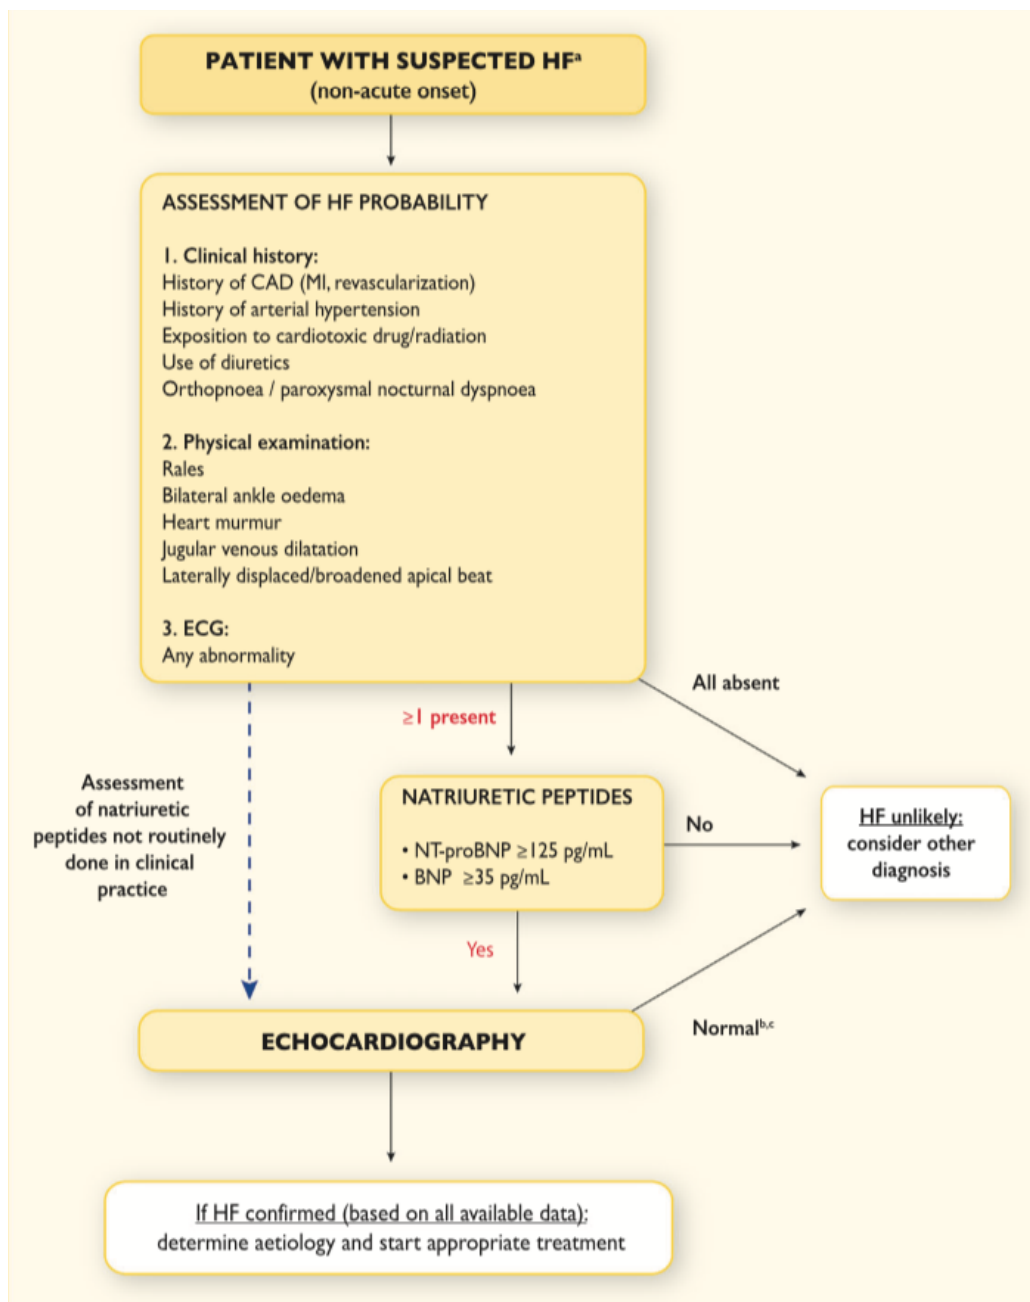 PATIENT WITH SUSPECTED HFᵃ
(non-acute onset)
ASSESSMENT OF HF PROBABILITY
1. Clinical history:
History of CAD (MI, revascularization)
History of arterial hypertension
Exposition to cardiotoxic drug/radiation
Use of diuretics
Orthopnoea / paroxysmal nocturnal dyspnoea
2. Physical examination:
Rales
Bilateral ankle oedema
Heart murmur
Jugular venous dilatation
Laterally displaced/broadened apical beat
3. ECG:
Any abnormality
All absent
≥1 present
Assessment
of natriuretic
peptides not routinely
done in clinical
practice
NATRIURETIC PEPTIDES
• NT-proBNP ≥125 pg/mL
• BNP ≥35 pg/mL
No
HF unlikely:
consider other
diagnosis
Yes
Normalᵇ,ᶜ
ECHOCARDIOGRAPHY
If HF confirmed (based on all available data):
determine aetiology and start appropriate treatment